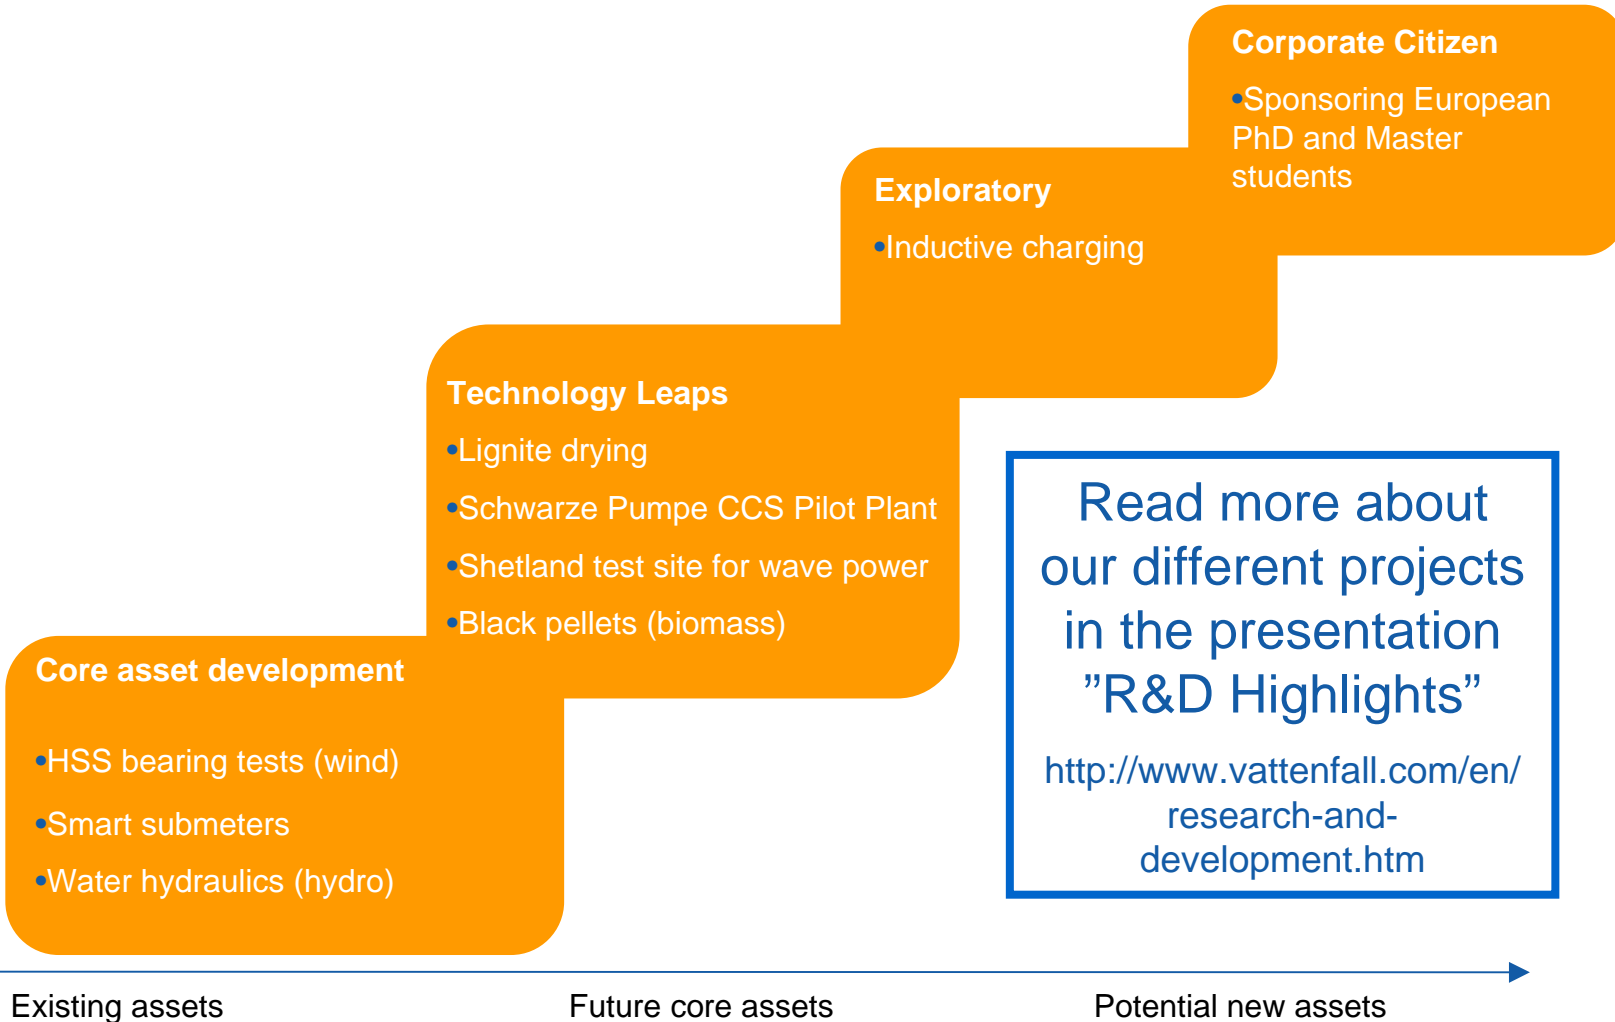 Corporate Citizen
•Sponsoring European
PhD and Master
students
Exploratory
•Inductive charging
Technology Leaps
•Lignite drying
•Schwarze Pumpe CCS Pilot Plant
•Shetland test site for wave power
•Black pellets (biomass)
Core asset development
•HSS bearing tests (wind)
•Smart submeters
•Water hydraulics (hydro)
Read more about
our different projects
in the presentation
”R&D Highlights”
http://www.vattenfall.com/en/
research-and-
development.htm
Existing assets
Future core assets
Potential new assets